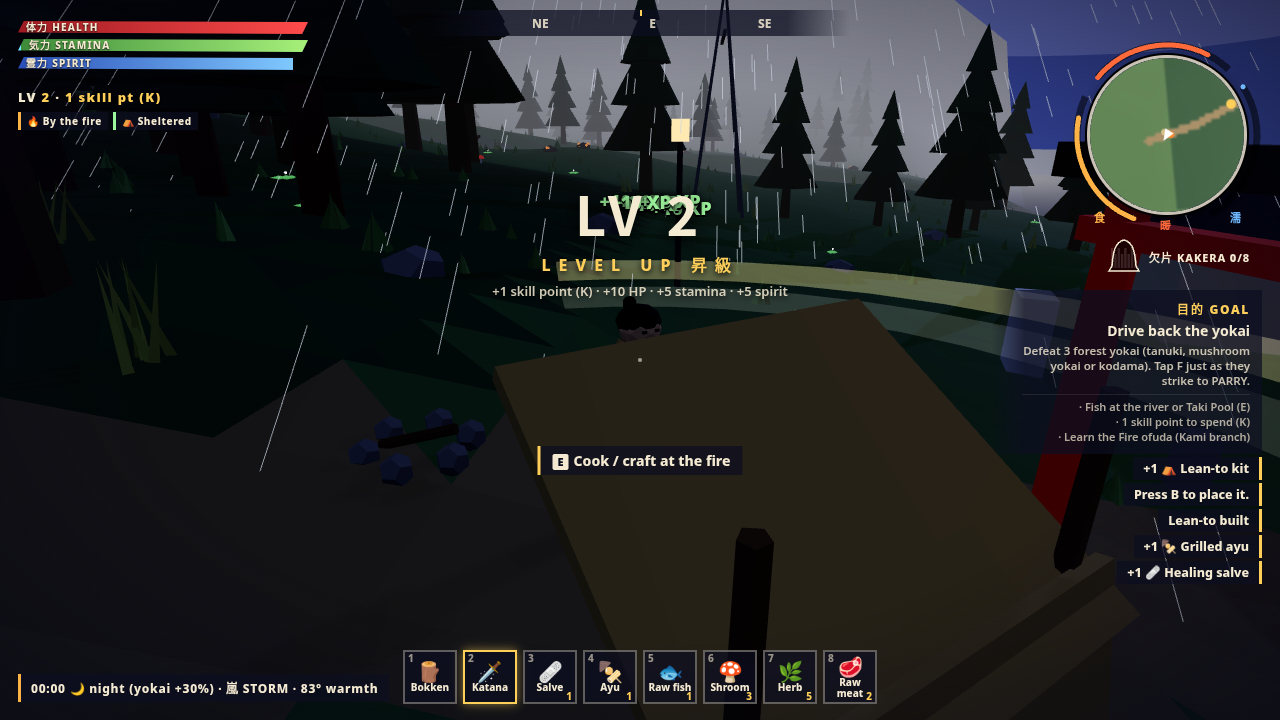 体力 HEALTH
気力 STAMINA
霊力 SPIRIT
LV 2 · 1 skill pt (K)
🔥 By the fire
⛺ Sheltered
NE E SE
食 暖 濡
欠片 KAKERA 0/8
LV 2
LEVEL UP 昇級
+1 skill point (K) · +10 HP · +5 stamina · +5 spirit
目的 GOAL
Drive back the yokai
Defeat 3 forest yokai (tanuki, mushroom
yokai or kodama). Tap F just as they
strike to PARRY.
· Fish at the river or Taki Pool (E)
· 1 skill point to spend (K)
· Learn the Fire ofuda (Kami branch)
E Cook / craft at the fire
+1 ⛺ Lean-to kit
Press B to place it.
Lean-to built
+1 🍢 Grilled ayu
+1 🩹 Healing salve
1 Bokken
2 Katana
3 Salve 1
4 Ayu 1
5 Raw fish 1
6 Shroom 3
7 Herb 5
8 Raw meat 2
00:00 🌙 night (yokai +30%) · 嵐 STORM · 83° warmth